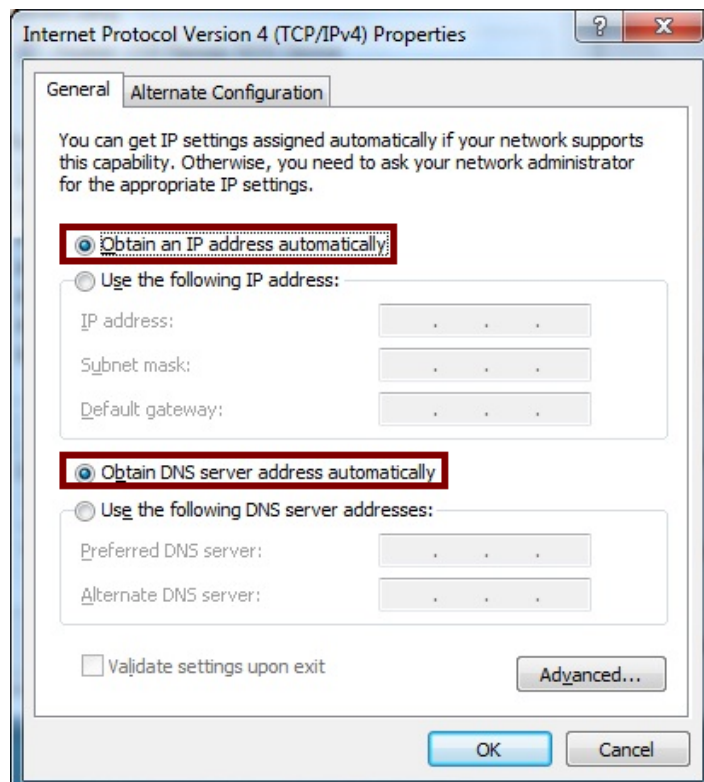 Internet Protocol Version 4 (TCP/IPv4) Properties
General
Alternate Configuration
You can get IP settings assigned automatically if your network supports
this capability. Otherwise, you need to ask your network administrator
for the appropriate IP settings.
Obtain an IP address automatically
Use the following IP address:
IP address:
Subnet mask:
Default gateway:
Obtain DNS server address automatically
Use the following DNS server addresses:
Preferred DNS server:
Alternate DNS server:
Validate settings upon exit
Advanced...
OK
Cancel